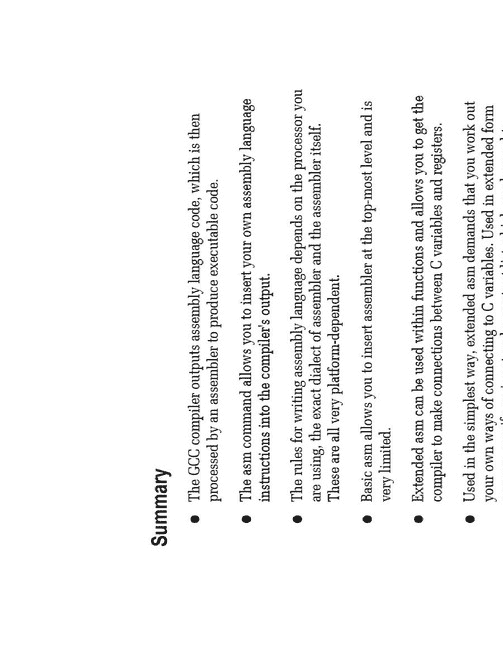 Summary
● The GCC compiler outputs assembly language code, which is then
processed by an assembler to produce executable code.
● The asm command allows you to insert your own assembly language
instructions into the compiler's output.
● The rules for writing assembly language depends on the processor you
are using, the exact dialect of assembler and the assembler itself.
These are all very platform-dependent.
● Basic asm allows you to insert assembler at the top-most level and is
very limited.
● Extended asm can be used within functions and allows you to get the
compiler to make connections between C variables and registers.
● Used in the simplest way, extended asm demands that you work out
your own ways of connecting to C variables. Used in extended form